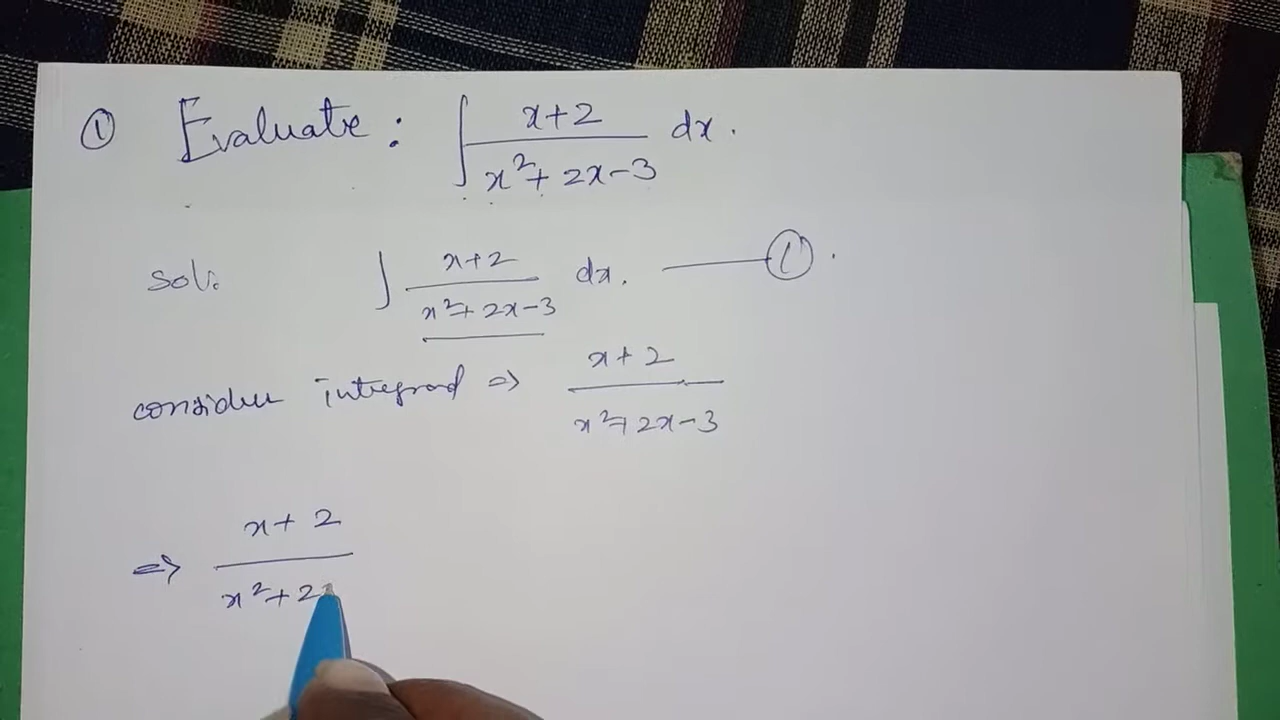 ① Evaluate : ∫ x+2 / x²+2x-3 dx.
Sol: ∫ x+2 / x²+2x-3 dx. —— ①.
consider integrand ⇒ x+2 / x²+2x-3
⇒ x+2 / x²+2x